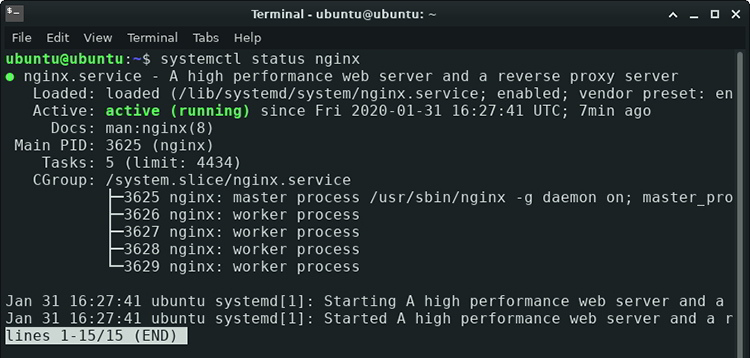 Terminal - ubuntu@ubuntu: ~
File Edit View Terminal Tabs Help
ubuntu@ubuntu:~$ systemctl status nginx
● nginx.service - A high performance web server and a reverse proxy server
   Loaded: loaded (/lib/systemd/system/nginx.service; enabled; vendor preset: en
   Active: active (running) since Fri 2020-01-31 16:27:41 UTC; 7min ago
     Docs: man:nginx(8)
 Main PID: 3625 (nginx)
    Tasks: 5 (limit: 4434)
   CGroup: /system.slice/nginx.service
           ├─3625 nginx: master process /usr/sbin/nginx -g daemon on; master_pro
           ├─3626 nginx: worker process
           ├─3627 nginx: worker process
           ├─3628 nginx: worker process
           └─3629 nginx: worker process
Jan 31 16:27:41 ubuntu systemd[1]: Starting A high performance web server and a
Jan 31 16:27:41 ubuntu systemd[1]: Started A high performance web server and a r
lines 1-15/15 (END)